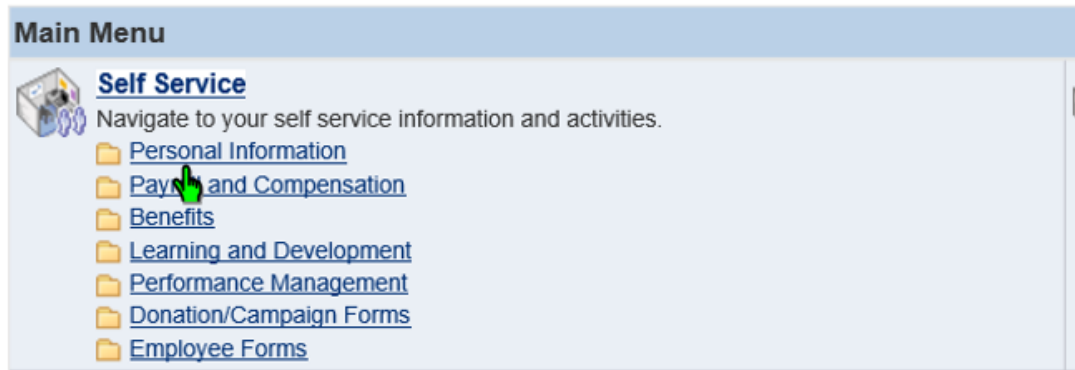 Main Menu
Self Service
Navigate to your self service information and activities.
Personal Information
and Compensation
Benefits
Learning and Development
Performance Management
Donation/Campaign Forms
Employee Forms